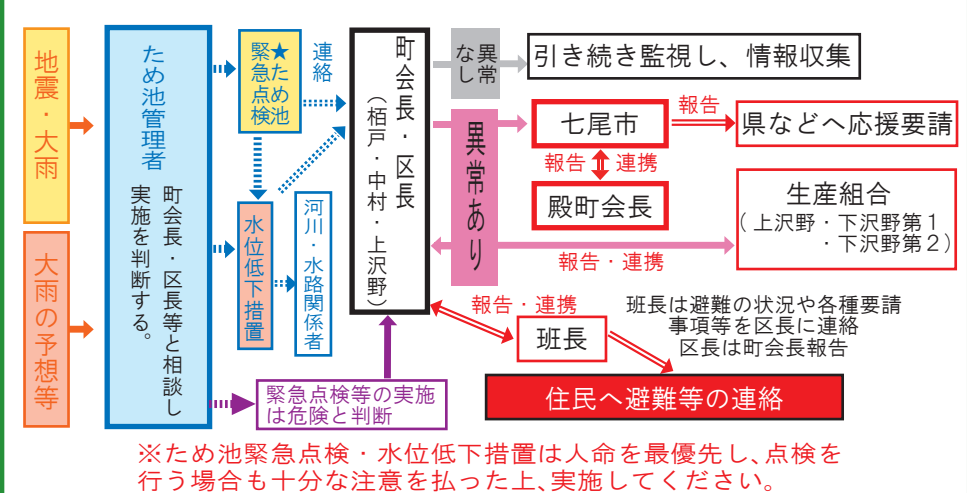 地震・大雨
大雨の予想等
ため池管理者
町会長・区長等と相談し
実施を判断する。
★ため池
緊急点検
連絡
水位低下措置
河川・水路関係者
緊急点検等の実施
は危険と判断
町会長・区長
（栢戸・中村・上沢野）
異常
なし
引き続き監視し、情報収集
異常あり
七尾市
報告
県などへ応援要請
報告
連携
殿町会長
生産組合
（上沢野・下沢野第１
・下沢野第２）
報告・連携
報告・連携
班長
班長は避難の状況や各種要請
事項等を区長に連絡
区長は町会長報告
住民へ避難等の連絡
※ため池緊急点検・水位低下措置は人命を最優先し、点検を
行う場合も十分な注意を払った上、実施してください。